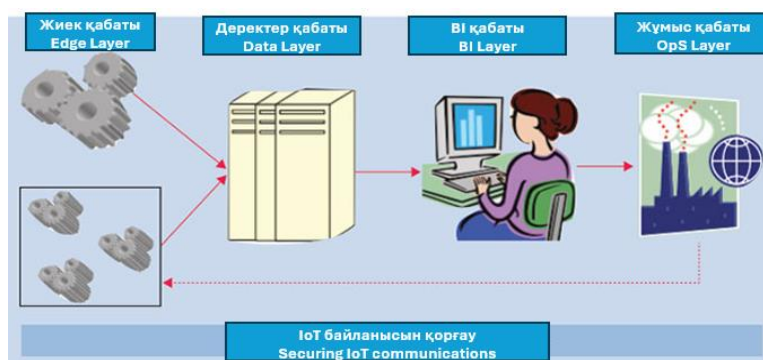 Жиек қабаты
Edge Layer
Деректер қабаты
Data Layer
BI қабаты
BI Layer
Жұмыс қабаты
OpS Layer
IoT байланысын қорғау
Securing IoT communications